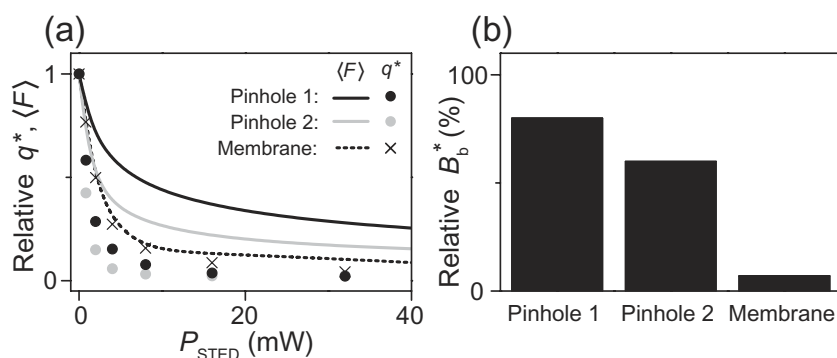 (a)
Relative q*, ⟨F⟩
1
0
⟨F⟩ q*
Pinhole 1:
Pinhole 2:
Membrane:
0 20 40
P_STED (mW)
(b)
Relative B_b* (%)
100
0
Pinhole 1 Pinhole 2 Membrane